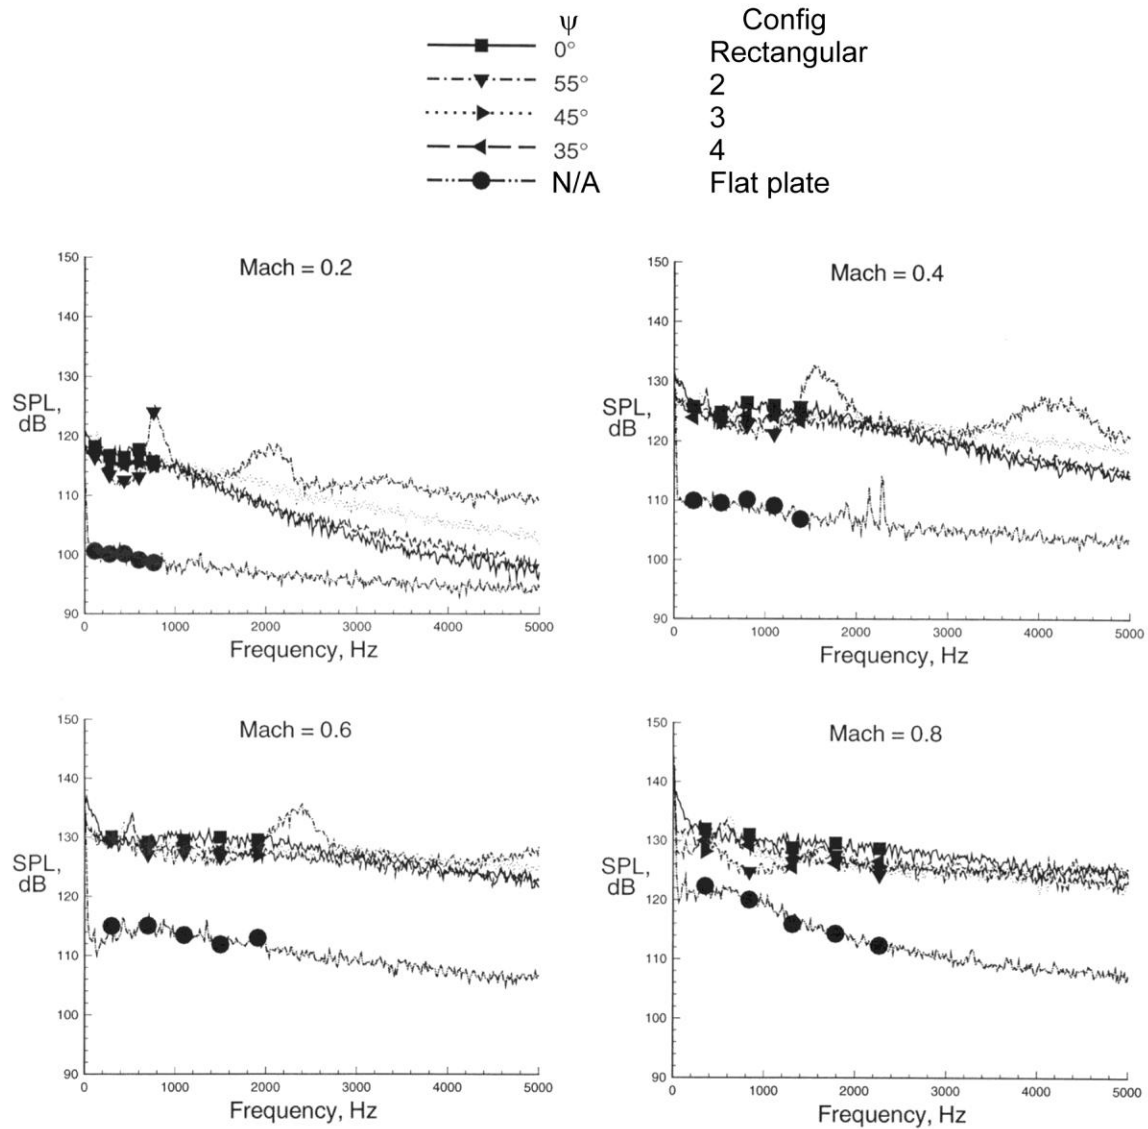 ψ Config
0° Rectangular
55° 2
45° 3
35° 4
N/A Flat plate
Mach = 0.2
150
140
130
SPL,
dB
120
110
100
90
0 1000 2000 3000 4000 5000
Frequency, Hz
Mach = 0.4
150
140
130
SPL,
dB
120
110
100
90
0 1000 2000 3000 4000 5000
Frequency, Hz
Mach = 0.6
150
140
130
SPL,
dB
120
110
100
90
0 1000 2000 3000 4000 5000
Frequency, Hz
Mach = 0.8
150
140
130
SPL,
dB
120
110
100
90
0 1000 2000 3000 4000 5000
Frequency, Hz